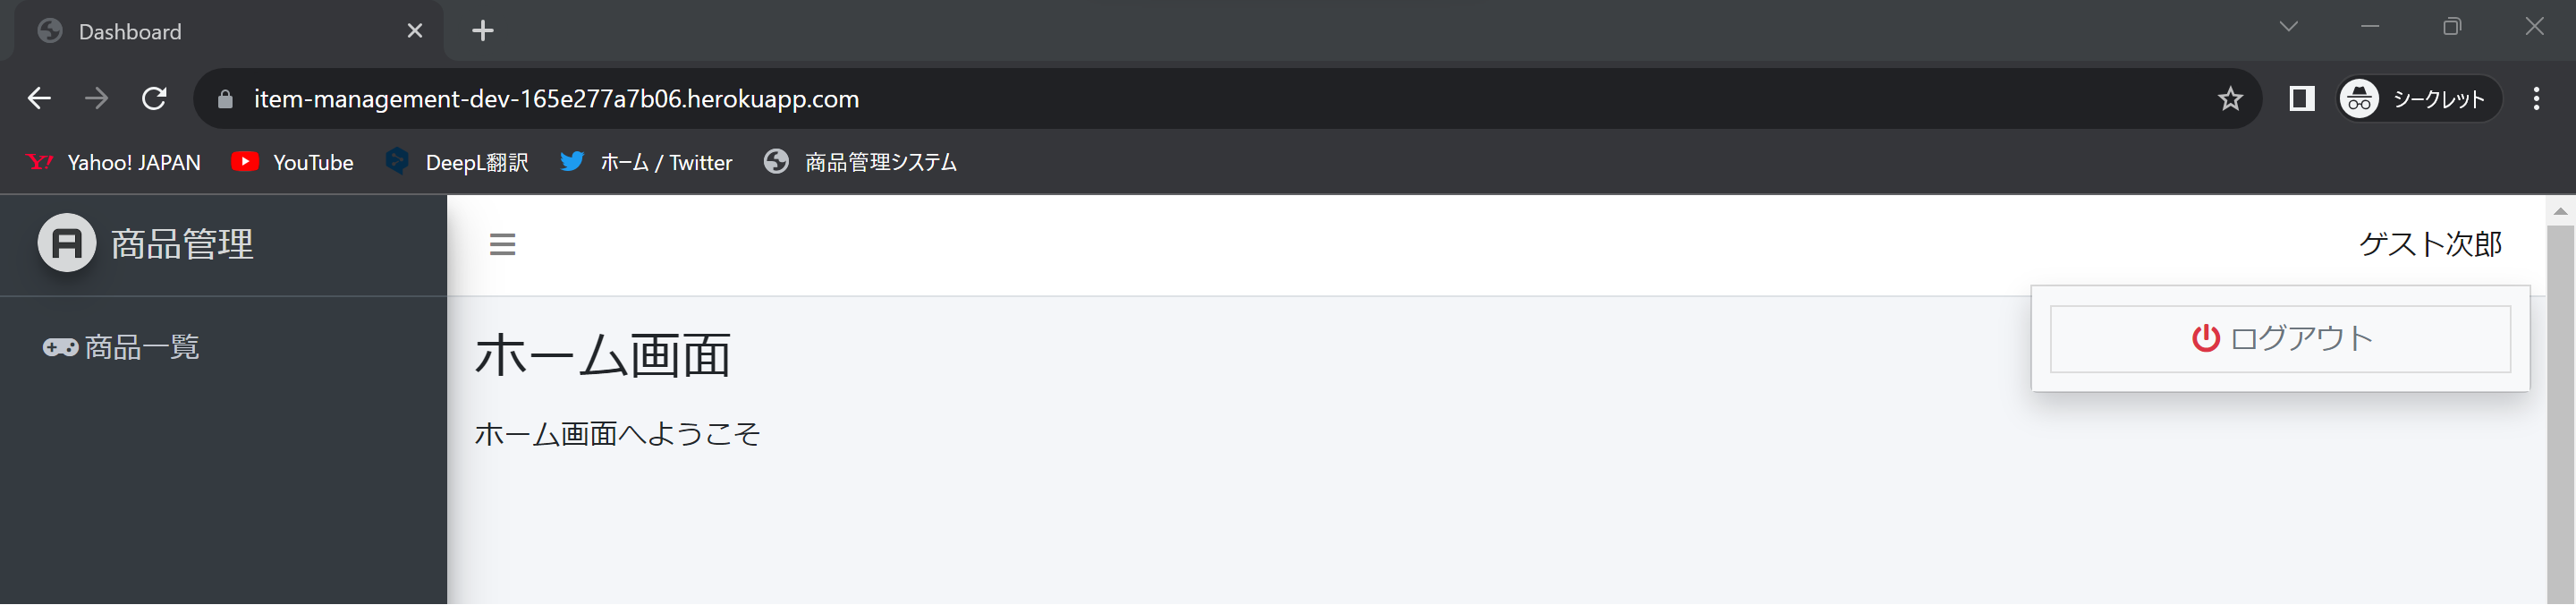 Dashboard
item-management-dev-165e277a7b06.herokuapp.com
シークレット
Yahoo! JAPAN
YouTube
DeepL翻訳
ホーム / Twitter
商品管理システム
商品管理
ゲスト次郎
商品一覧
ログアウト
ホーム画面
ホーム画面へようこそ